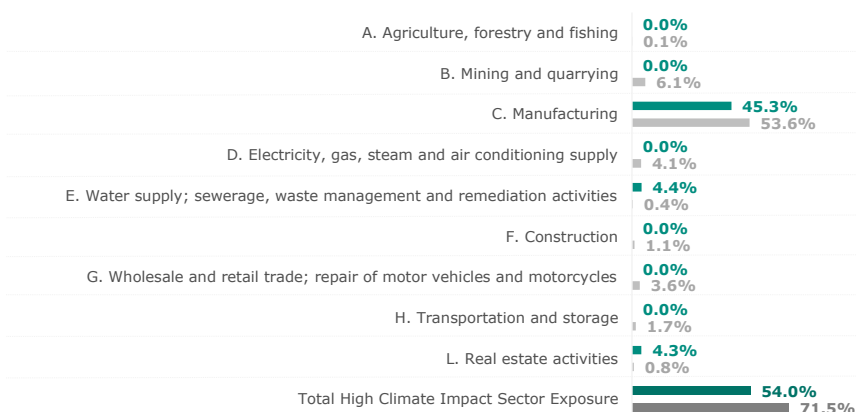 A. Agriculture, forestry and fishing
0.0%
0.1%
B. Mining and quarrying
0.0%
6.1%
C. Manufacturing
45.3%
53.6%
D. Electricity, gas, steam and air conditioning supply
0.0%
4.1%
E. Water supply; sewerage, waste management and remediation activities
4.4%
0.4%
F. Construction
0.0%
1.1%
G. Wholesale and retail trade; repair of motor vehicles and motorcycles
0.0%
3.6%
H. Transportation and storage
0.0%
1.7%
L. Real estate activities
4.3%
0.8%
Total High Climate Impact Sector Exposure
54.0%
71.5%